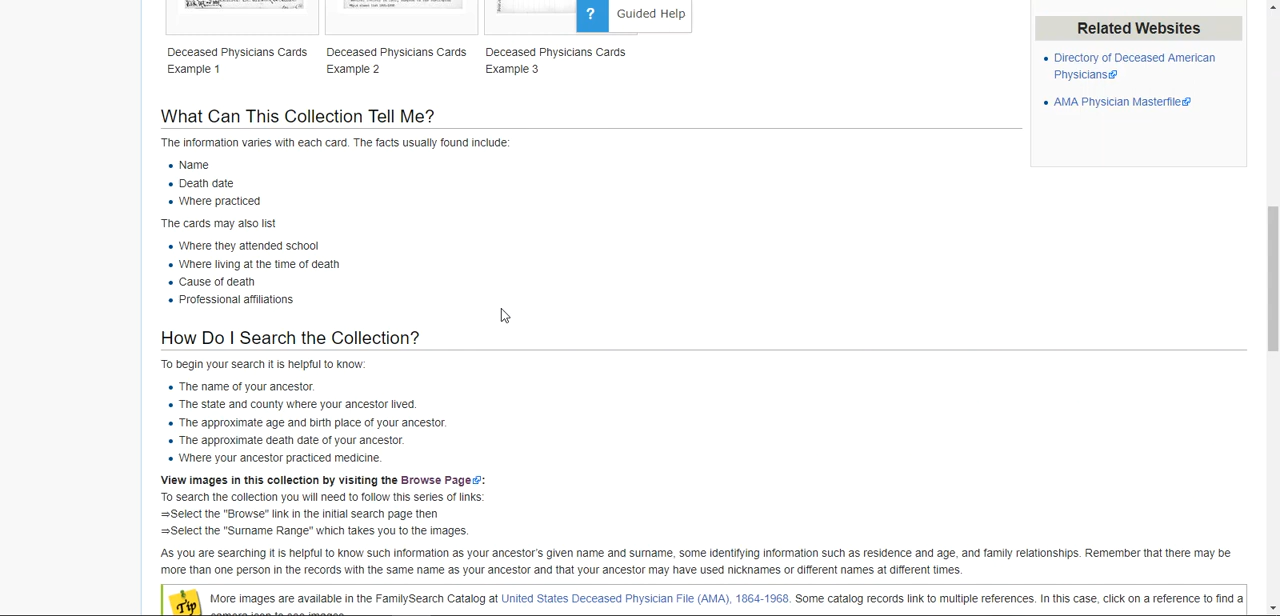 ? Guided Help
Deceased Physicians Cards Example 1
Deceased Physicians Cards Example 2
Deceased Physicians Cards Example 3
Related Websites
Directory of Deceased American
Physicians
AMA Physician Masterfile
What Can This Collection Tell Me?
The information varies with each card. The facts usually found include:
Name
Death date
Where practiced
The cards may also list
Where they attended school
Where living at the time of death
Cause of death
Professional affiliations
How Do I Search the Collection?
To begin your search it is helpful to know:
The name of your ancestor.
The state and county where your ancestor lived.
The approximate age and birth place of your ancestor.
The approximate death date of your ancestor.
Where your ancestor practiced medicine.
View images in this collection by visiting the Browse Page:
To search the collection you will need to follow this series of links:
⇒Select the "Browse" link in the initial search page then
⇒Select the "Surname Range" which takes you to the images.
As you are searching it is helpful to know such information as your ancestor's given name and surname, some identifying information such as residence and age, and family relationships. Remember that there may be
more than one person in the records with the same name as your ancestor and that your ancestor may have used nicknames or different names at different times.
Tip
More images are available in the FamilySearch Catalog at United States Deceased Physician File (AMA), 1864-1968. Some catalog records link to multiple references. In this case, click on a reference to find a
camera icon to see images.